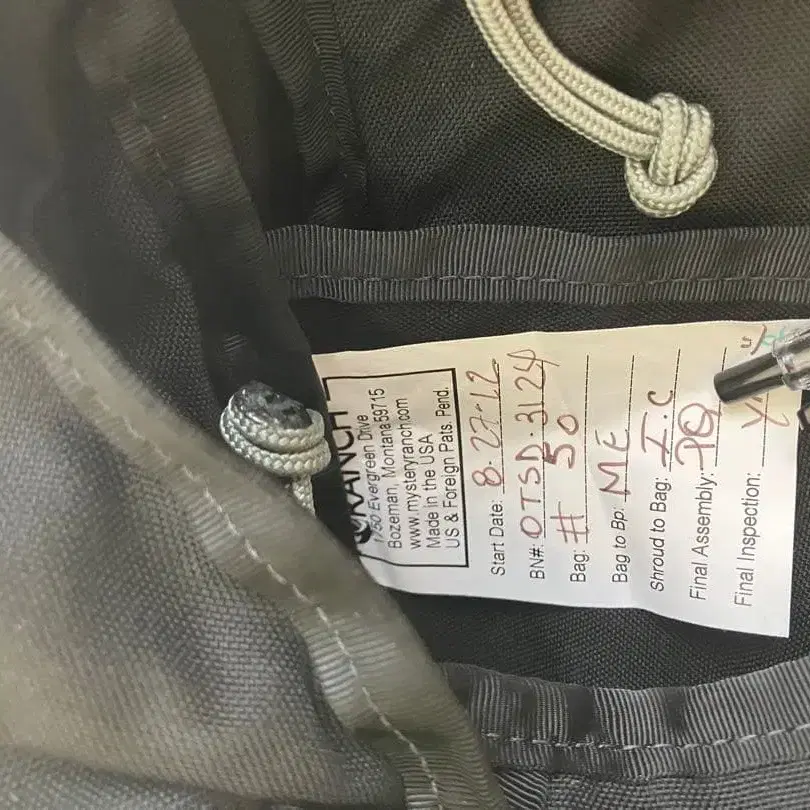 RANCH
1750 Evergreen Drive
Bozeman, Montana 59715
www.mysteryranch.com
Made in the USA
US & Foreign Pats. Pend.
Start Date: 8-27-12
BN#: OTSD-3124
Bag: # 50
Bag to Bp: ME
Shroud to Bag: I.C
Final Assembly:
Final Inspection: